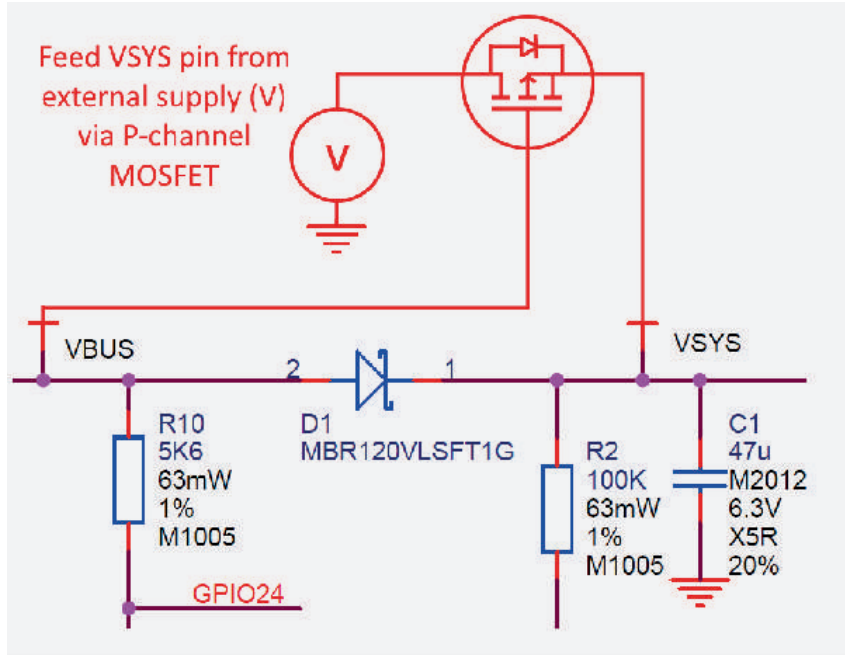 Feed VSYS pin from
external supply (V)
via P-channel
MOSFET
V
VBUS
VSYS
2
1
R10
5K6
63mW
1%
M1005
D1
MBR120VLSFT1G
R2
100K
63mW
1%
M1005
C1
47u
M2012
6.3V
X5R
20%
GPIO24